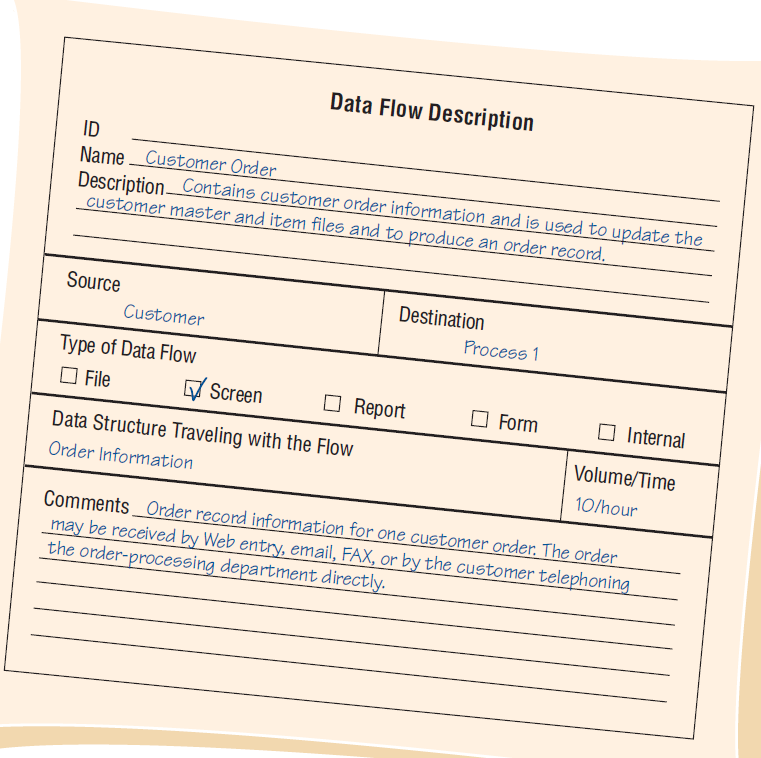 Data Flow Description
ID
Name Customer Order
Description Contains customer order information and is used to update the
customer master and item files and to produce an order record.
Source
Customer
Destination
Process 1
Type of Data Flow
File Screen Report Form Internal
Data Structure Traveling with the Flow
Order Information
Volume/Time
10/hour
Comments Order record information for one customer order. The order
may be received by Web entry, email, FAX, or by the customer telephoning
the order-processing department directly.